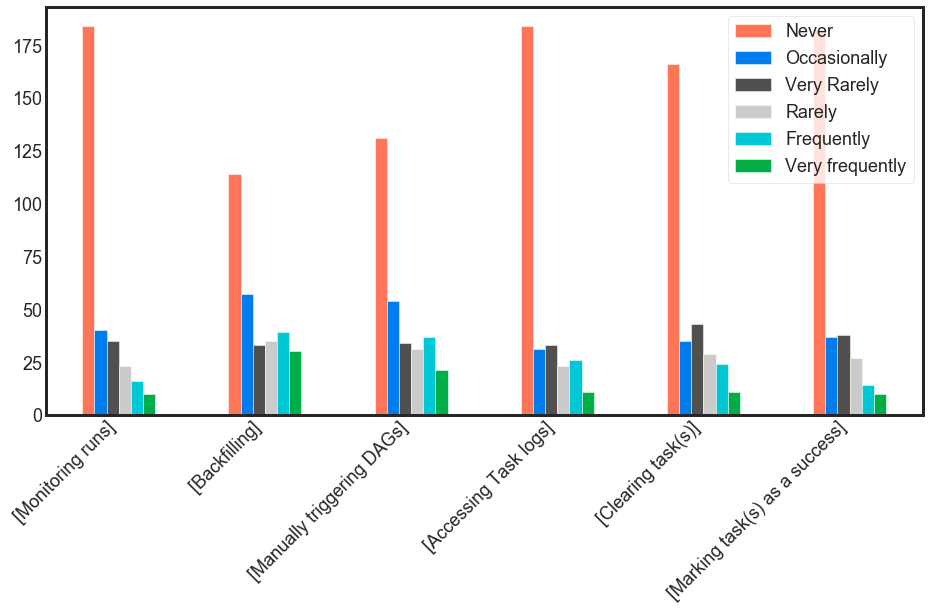 175
150
125
100
75
50
25
0
Never
Occasionally
Very Rarely
Rarely
Frequently
Very frequently
[Monitoring runs]
[Backfilling]
[Manually triggering DAGs]
[Accessing Task logs]
[Clearing task(s)]
[Marking task(s) as a success]